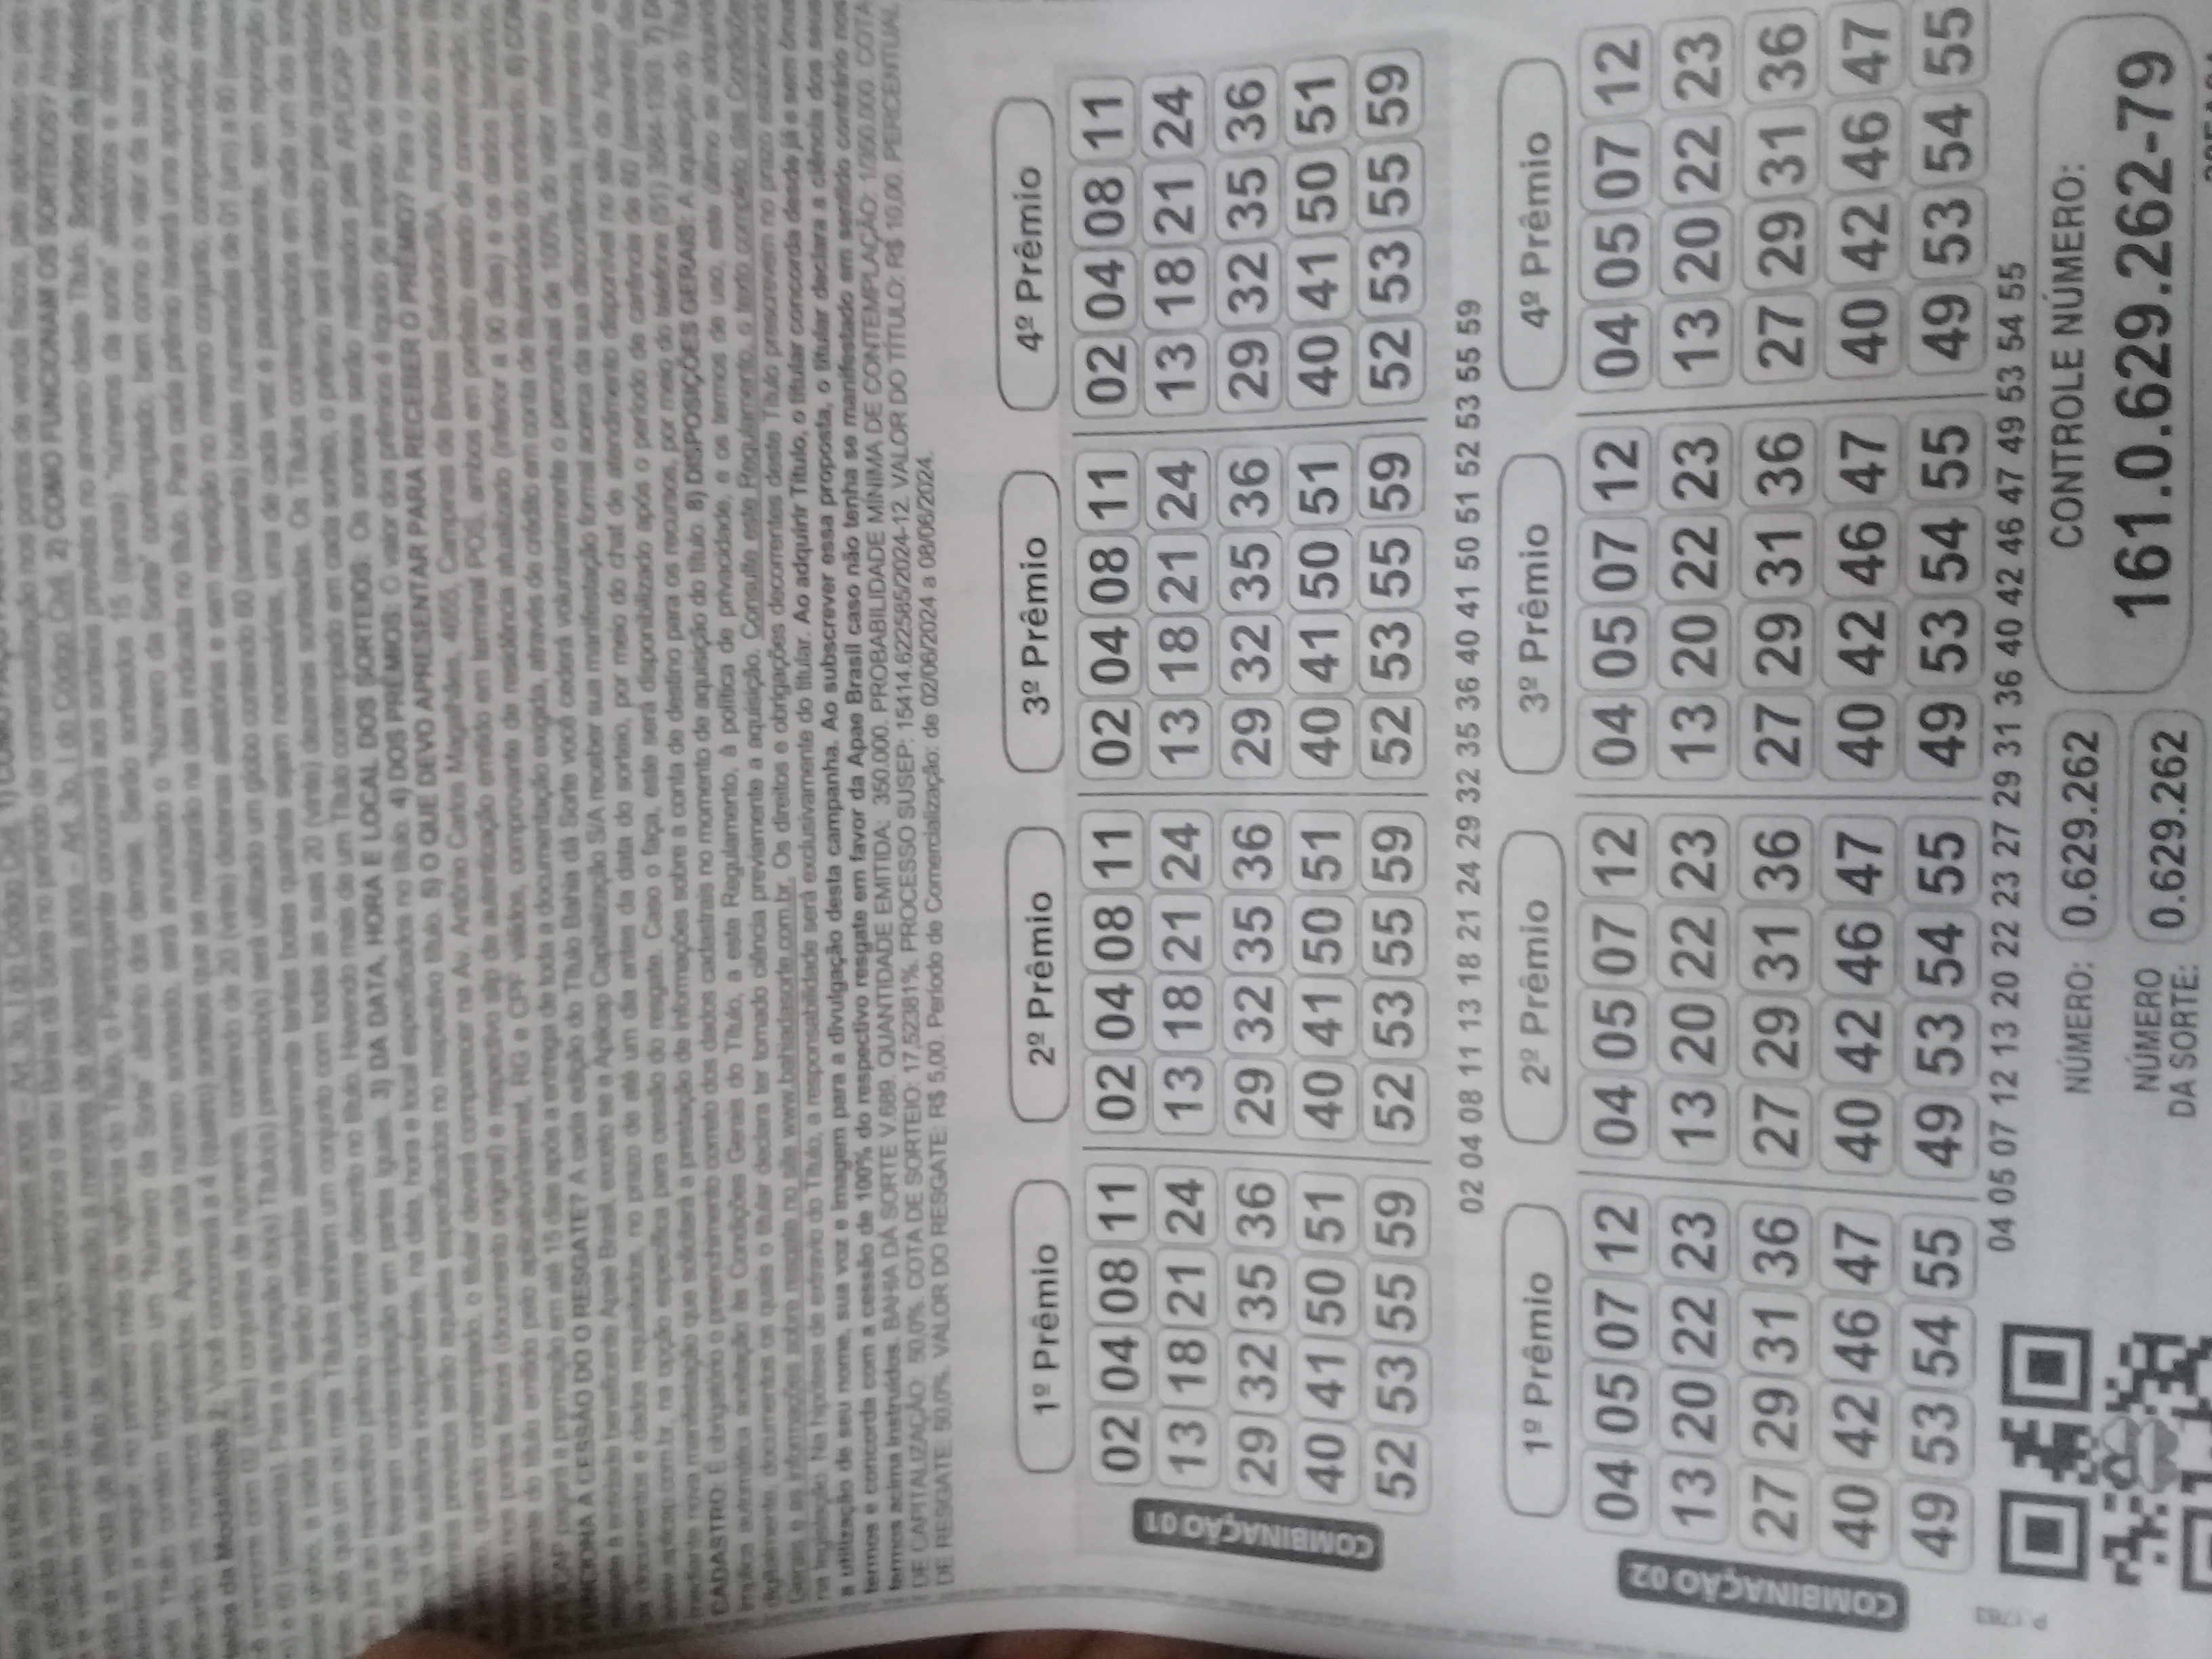 proibida a venda a menores de dezesseis anos – Art. 3o, I do Código Civil. 1) COMO FAÇO PARA
e valide através de autenticação eletrônica o seu Bahia dá Sorte no período de comercialização nos pontos de venda físicos, pelo aplicativo ou pelo
a venda de título de capitalização a menores de dezesseis anos – Art. 3o, I do Código Civil. 2) COMO FUNCIONAM OS SORTEIOS? Através
a seguir, no primeiro mês de vigência do Título, o Participante concorrerá aos sorteios previstos no anverso deste Título. Sorteios da
Título contém impresso um "Número da Sorte" distinto dos demais. Serão sorteados 15 (quinze) "números da sorte" aleatórios e distintos,
os números sorteados. Após cada número sorteado, será anunciado o "Número da Sorte" contemplado, bem como o valor da sua
da Modalidade 2: Você concorrerá a 4 (quatro) sorteios que se realizarão na data indicada no título. Para cada prêmio haverá uma apuração
concorre com 02 (dois) conjuntos de números, contendo de 20 (vinte) dezenas aleatórias e sem repetição no mesmo conjunto, compreendidas entre
e 60 (sessenta). Para a apuração do(s) Título(s) premiado(s) será utilizado um globo contendo 60 (sessenta) bolas numeradas de 01 (um) a 60
globo, a cada sorteio, serão retiradas aleatoriamente tantas bolas quantas sejam necessárias, uma de cada vez e pausadamente, sem reposição
até que um ou mais Títulos tenham um conjunto com todas as suas 20 (vinte) dezenas sorteadas. Os Títulos contemplados em cada um dos
jus ao respectivo prêmio conforme descrito no título. Havendo mais de um Título contemplado em cada sorteio, o prêmio será rateado pela quantidade
que tiveram contemplação em partes iguais. 3) DA DATA, HORA E LOCAL DOS SORTEIOS: Os sorteios serão realizados pela APLICAP com
de auditoria independente, na data, hora e local especificados no título. 4) DOS PRÊMIOS: O valor dos prêmios é líquido de imposto de renda
prêmios previstos serão aqueles especificados no respectivo título. 5) O QUE DEVO APRESENTAR PARA RECEBER O PRÊMIO? Para o
quando contemplado, o titular deverá comparecer na Av. Antônio Carlos Magalhães, 4655, Campinas de Brotas Salvador/BA, munido do seu
nos pontos físicos (documento original) e respectivo slip de autenticação emitido em terminal POS, ambos em perfeito estado de conservação,
comprovante do título emitido pelo aplicativo/internet, RG e CPF válidos, comprovante de residência atualizado (inferior a 90 dias) e os dados bancários.
APLICAP pagará a premiação em até 15 dias após a entrega de toda a documentação exigida, através de crédito em conta de titularidade do sorteado. 6) COMO
FUNCIONA A CESSÃO DO O RESGATE? A cada edição do Título Bahia dá Sorte você cederá voluntariamente o percentual de 100% do valor referente
resgate à entidade beneficente Apae Brasil, exceto se a Aplicap Capitalização S/A receber sua manifestação formal acerca da sua discordância, juntamente
documentos e dados requisitados, no prazo de até um dia antes da data do sorteio, por meio do chat de atendimento disponível no site da Aplicap
www.aplicap.com.br, na opção específica para cessão do resgate. Caso o faça, este será disponibilizado após o período de carência de 60 (sessenta)
mediante nova manifestação que solicitará a prestação de informações sobre a conta de destino para os recursos, por meio do telefone (51) 3584-1393. 7)
CADASTRO: É obrigatório o preenchimento correto dos dados cadastrais no momento de aquisição do título. 8) DISPOSIÇÕES GERAIS: A aquisição do
implica automática aceitação às Condições Gerais do Título, a este Regulamento, à política de privacidade, e os termos de uso, este último se
digitalmente, documentos os quais o titular declara ter tomado ciência previamente a aquisição. Consulte este Regulamento, o texto completo das Condições
Gerais e as informações sobre resgate no site www.bahiadasorte.com.br. Os direitos e obrigações decorrentes deste Título prescrevem no prazo estabelecido
na legislação. Na hipótese de extravio do Título, a responsabilidade será exclusivamente do titular. Ao adquirir Título, o titular concorda desde já e sem ônus
a utilização de seu nome, sua voz e imagem para a divulgação desta campanha. Ao subscrever essa proposta, o titular declara a ciência dos seus
termos e concorda com a cessão de 100% do respectivo resgate em favor da Apae Brasil caso não tenha se manifestado em sentido contrário nos
termos acima instruídos. BAHIA DÁ SORTE V.689. QUANTIDADE EMITIDA: 350.000. PROBABILIDADE MÍNIMA DE CONTEMPLAÇÃO: 1/350.000. COTA
DE CAPITALIZAÇÃO: 50,0%. COTA DE SORTEIO: 17,52381%. PROCESSO SUSEP: 15414.622585/2024-12. VALOR DO TÍTULO: R$ 10,00. PERCENTUAL
DE RESGATE: 50,0%. VALOR DO RESGATE: R$ 5,00. Período de Comercialização: de 02/06/2024 a 08/06/2024.
1º Prêmio 2º Prêmio 3º Prêmio 4º Prêmio
COMBINAÇÃO 01
02 04 08 11 02 04 08 11 02 04 08 11 02 04 08 11
13 18 21 24 13 18 21 24 13 18 21 24 13 18 21 24
29 32 35 36 29 32 35 36 29 32 35 36 29 32 35 36
40 41 50 51 40 41 50 51 40 41 50 51 40 41 50 51
52 53 55 59 52 53 55 59 52 53 55 59 52 53 55 59
02 04 08 11 13 18 21 24 29 32 35 36 40 41 50 51 52 53 55 59
1º Prêmio 2º Prêmio 3º Prêmio 4º Prêmio
COMBINAÇÃO 02
04 05 07 12 04 05 07 12 04 05 07 12 04 05 07 12
13 20 22 23 13 20 22 23 13 20 22 23 13 20 22 23
27 29 31 36 27 29 31 36 27 29 31 36 27 29 31 36
40 42 46 47 40 42 46 47 40 42 46 47 40 42 46 47
49 53 54 55 49 53 54 55 49 53 54 55 49 53 54 55
04 05 07 12 13 20 22 23 27 29 31 36 40 42 46 47 49 53 54 55
NÚMERO: 0.629.262
NÚMERO DA SORTE: 0.629.262
CONTROLE NÚMERO:
161.0.629.262-79